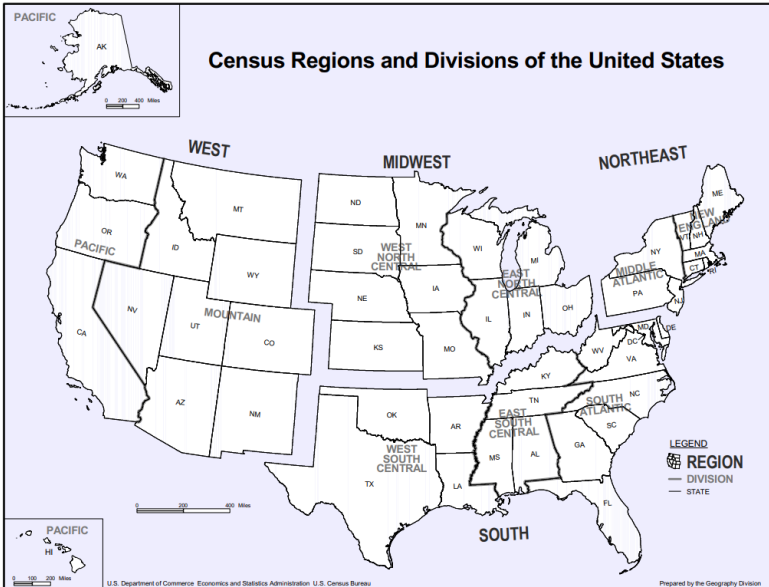 PACIFIC
AK
0 200 400 Miles
Census Regions and Divisions of the United States
WEST
MIDWEST
NORTHEAST
WA
MT
ND
MN
ME
OR
PACIFIC
ID
SD
WEST
NORTH
CENTRAL
WI
MI
EAST
NORTH
CENTRAL
NY
NEW
ENGLAND
VT
NH
MA
CT
RI
MIDDLE
ATLANTIC
PA
NJ
WY
NE
IA
NV
UT
MOUNTAIN
CO
CA
KS
MO
IL
IN
OH
WV
MD
DE
DC
VA
KY
AZ
NM
OK
AR
TN
NC
EAST
SOUTH
CENTRAL
SOUTH
ATLANTIC
SC
WEST
SOUTH
CENTRAL
TX
LA
MS
AL
GA
FL
LEGEND
REGION
DIVISION
STATE
0 200 400 Miles
SOUTH
PACIFIC
HI
0 100 200 Miles
U.S. Department of Commerce Economics and Statistics Administration U.S. Census Bureau
Prepared by the Geography Division